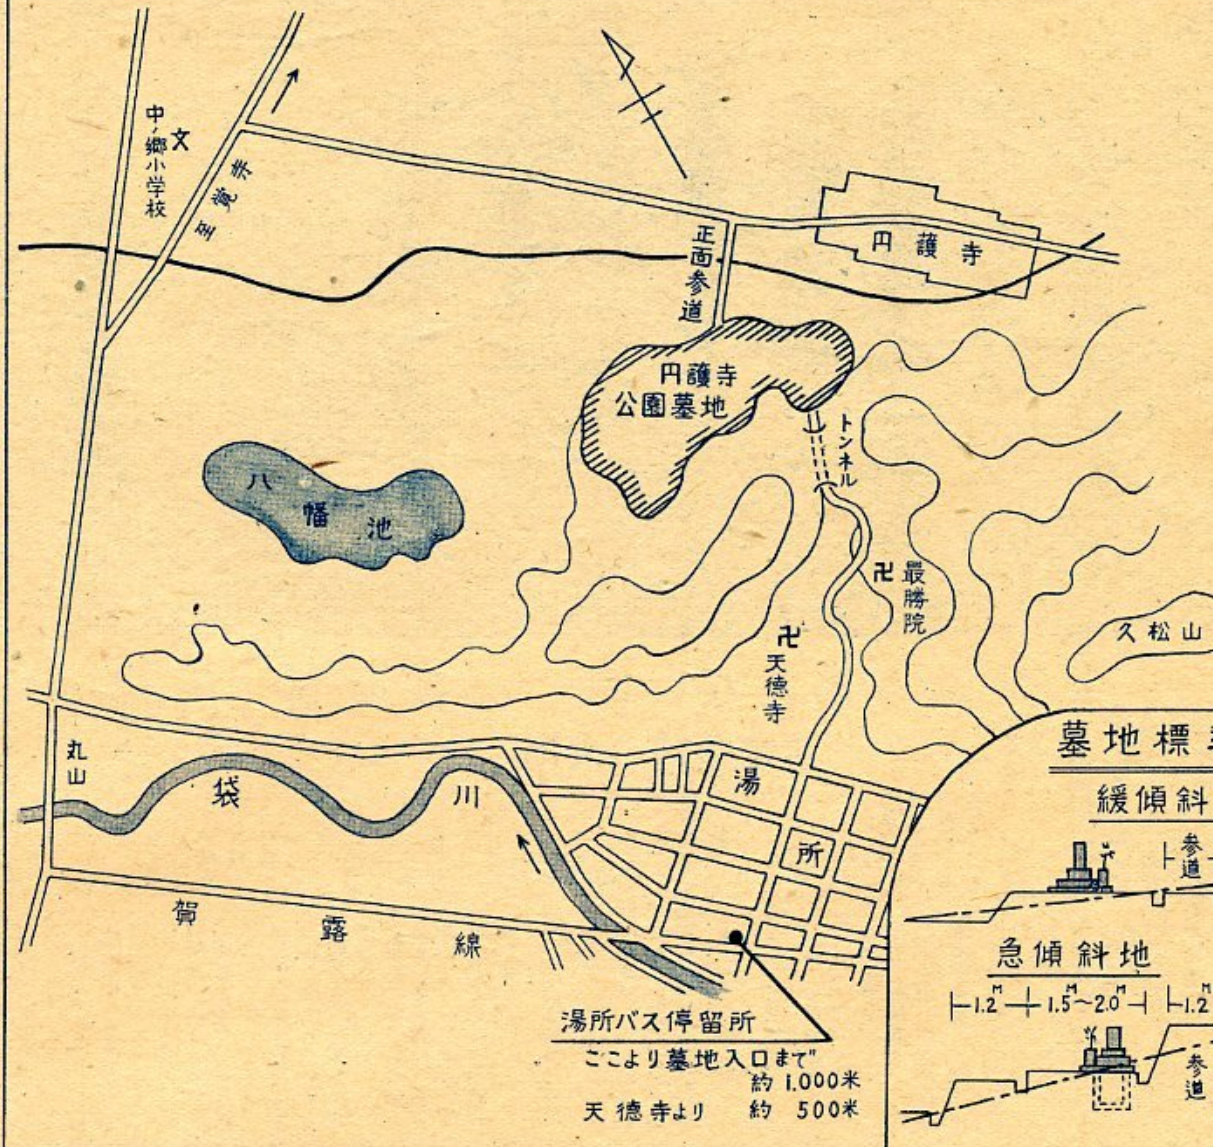 中ノ郷小学校
文
至覚寺
正面参道
円護寺
円護寺
公園墓地
トンネル
八幡池
卍 最勝院
卍 天徳寺
久松山
丸山
袋川
湯所
賀露線
湯所バス停留所
ここより墓地入口まで
約 1.000米
天徳寺より 約 500米
墓地標
緩傾斜
参道
急傾斜地
1.2M 1.5~2.0M 1.2M
参道